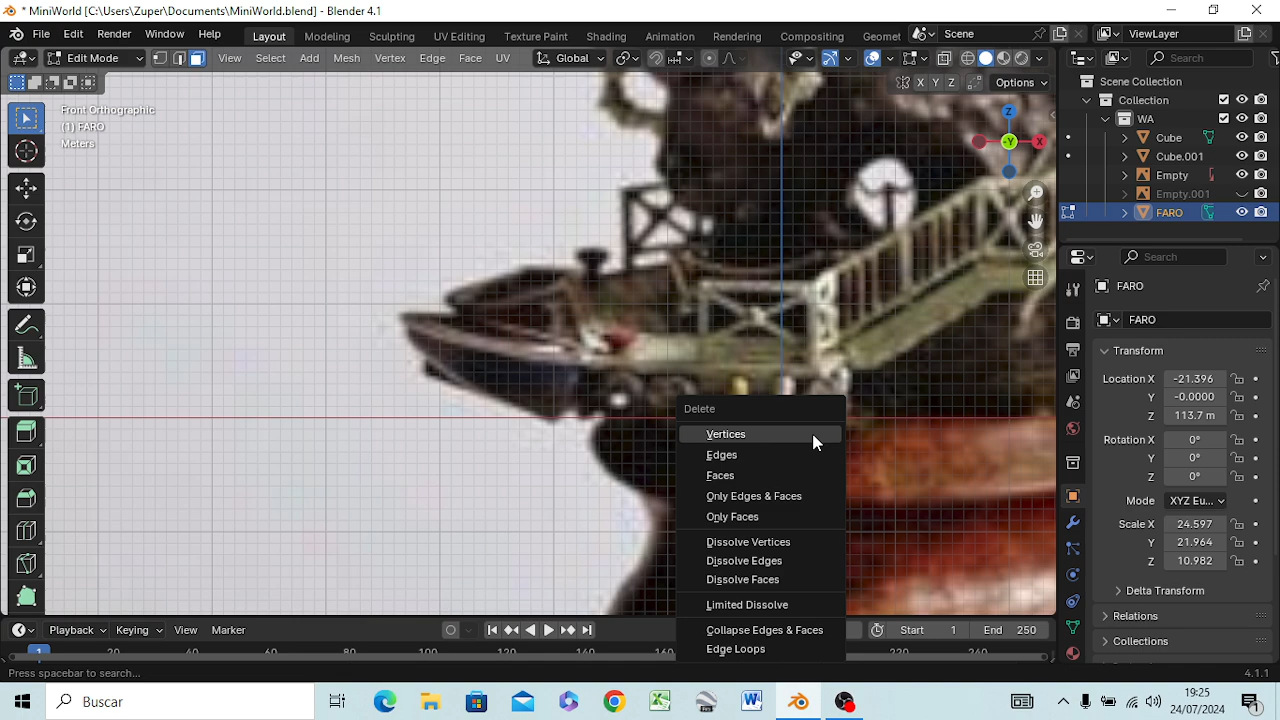 * MiniWorld [C:\Users\Zuper\Documents\MiniWorld.blend] - Blender 4.1
File Edit Render Window Help Layout Modeling Sculpting UV Editing Texture Paint Shading Animation Rendering Compositing Geomet Scene ViewLayer
Edit Mode View Select Add Mesh Vertex Edge Face UV Global Search
X Y Z Options
Front Orthographic
(1) FARO
Meters
Z
-Y
X
Scene Collection
Collection
WA
Cube
Cube.001
Empty
Empty.001
FARO
Search
FARO
FARO
Transform
Location X -21.396
Y -0.0000
Z 113.7 m
Rotation X 0°
Y 0°
Z 0°
Mode XYZ Eu...
Scale X 24.597
Y 21.964
Z 10.982
Delta Transform
Relations
Collections
Delete
Vertices
Edges
Faces
Only Edges & Faces
Only Faces
Dissolve Vertices
Dissolve Edges
Dissolve Faces
Limited Dissolve
Collapse Edges & Faces
Edge Loops
Playback Keying View Marker Start 1 End 250
1 20 40 60 80 100 120 140 160 200 220 240
Press spacebar to search... 4.1.1
Buscar
W
9:25
24/07/2024
1